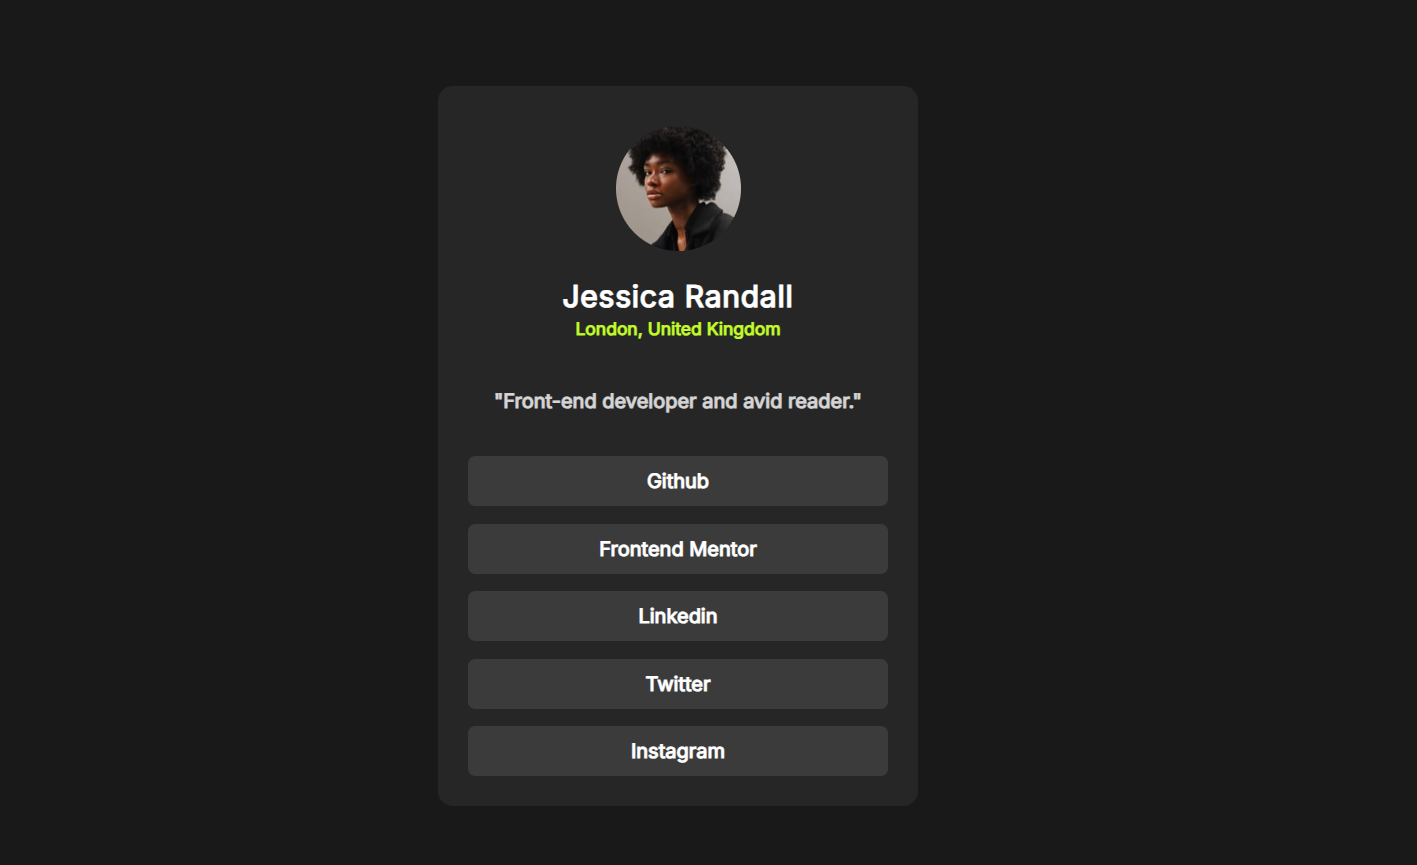 Jessica Randall
London, United Kingdom
"Front-end developer and avid reader."
Github
Frontend Mentor
Linkedin
Twitter
Instagram